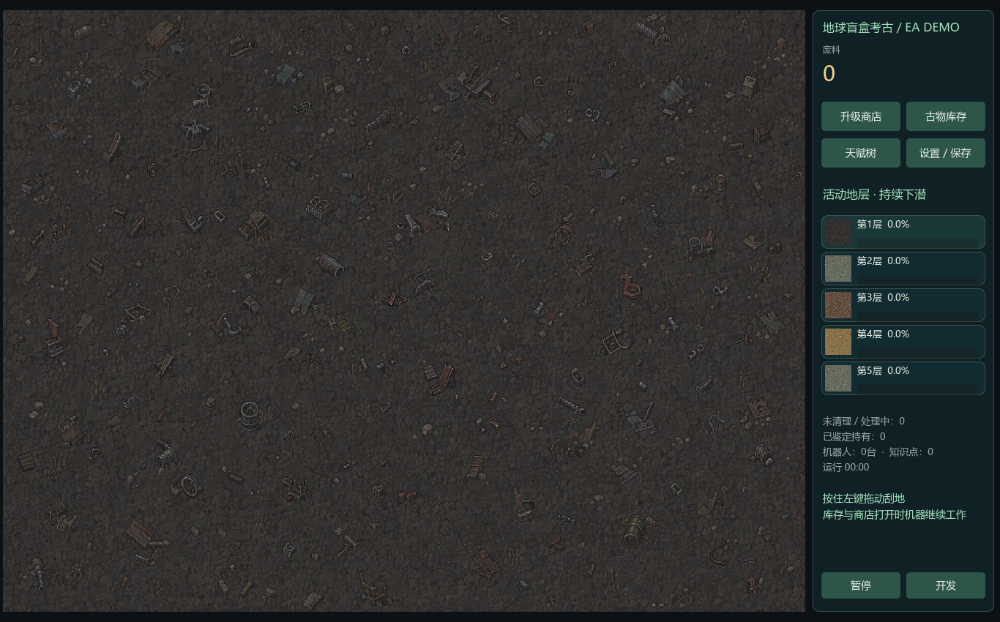 地球盲盒考古 / EA DEMO
废料
0
升级商店
古物库存
天赋树
设置 / 保存
活动地层 · 持续下潜
第1层 0.0%
第2层 0.0%
第3层 0.0%
第4层 0.0%
第5层 0.0%
未清理 / 处理中：0
已鉴定持有：0
机器人：0台 · 知识点：0
运行 00:00
按住左键拖动刮地
库存与商店打开时机器继续工作
暂停
开发